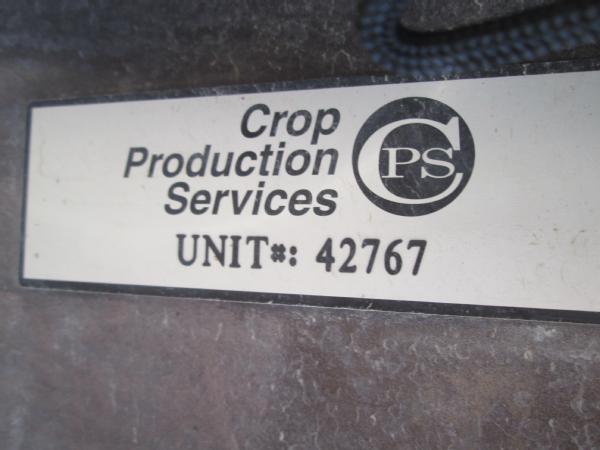 Crop
Production
Services
CPS
UNIT#: 42767